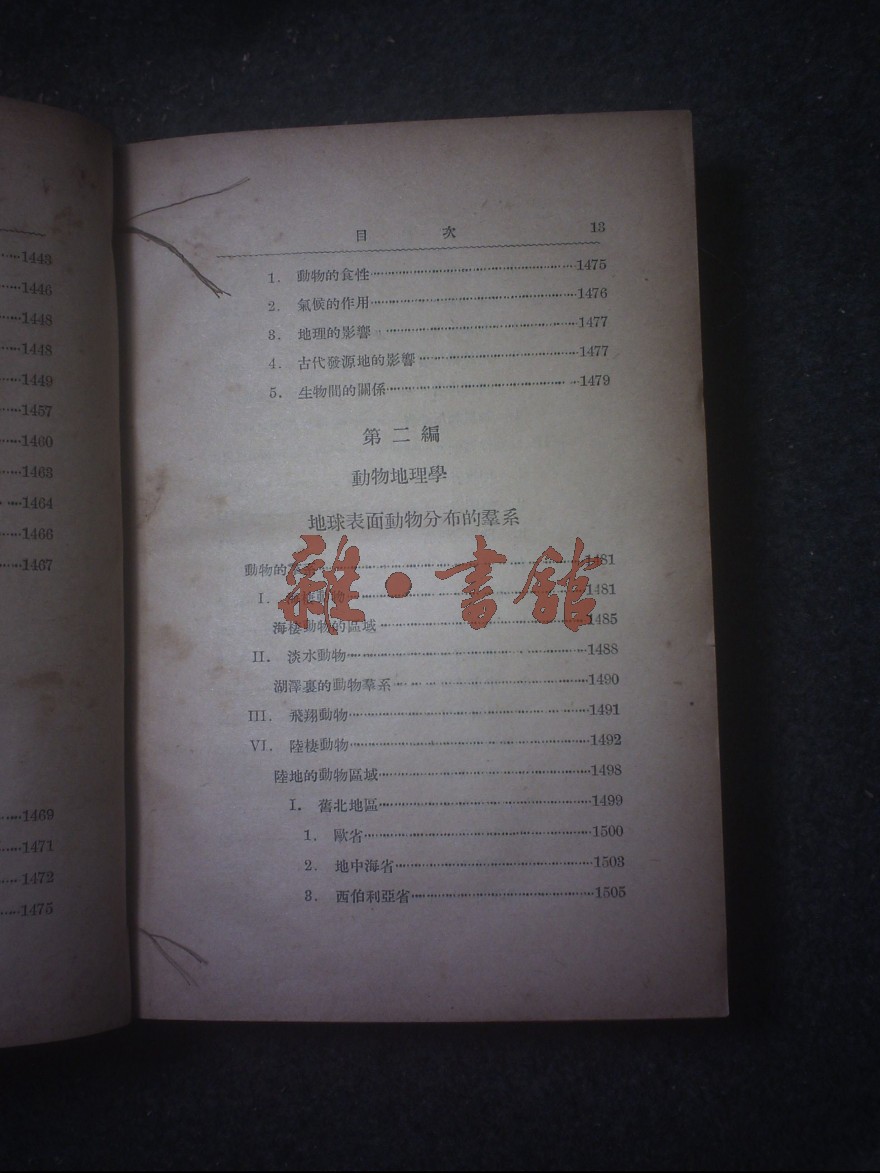 1443
1446
1448
1448
1449
1457
1460
1463
1464
1466
1467
1469
1471
1472
1475
目 次 13
1. 動物的食性 1475
2. 氣候的作用 1476
3. 地理的影響 1477
4. 古代發源地的影響 1477
5. 生物間的關係 1479
第二編
動物地理學
地球表面動物分布的羣系
動物的羣系 1481
I. 海棲動物 1481
海棲動物的區域 1485
II. 淡水動物 1488
湖澤裏的動物羣系 1490
III. 飛翔動物 1491
VI. 陸棲動物 1492
陸地的動物區域 1498
I. 舊北地區 1499
1. 歐省 1500
2. 地中海省 1503
3. 西伯利亞省 1505
雜·書館